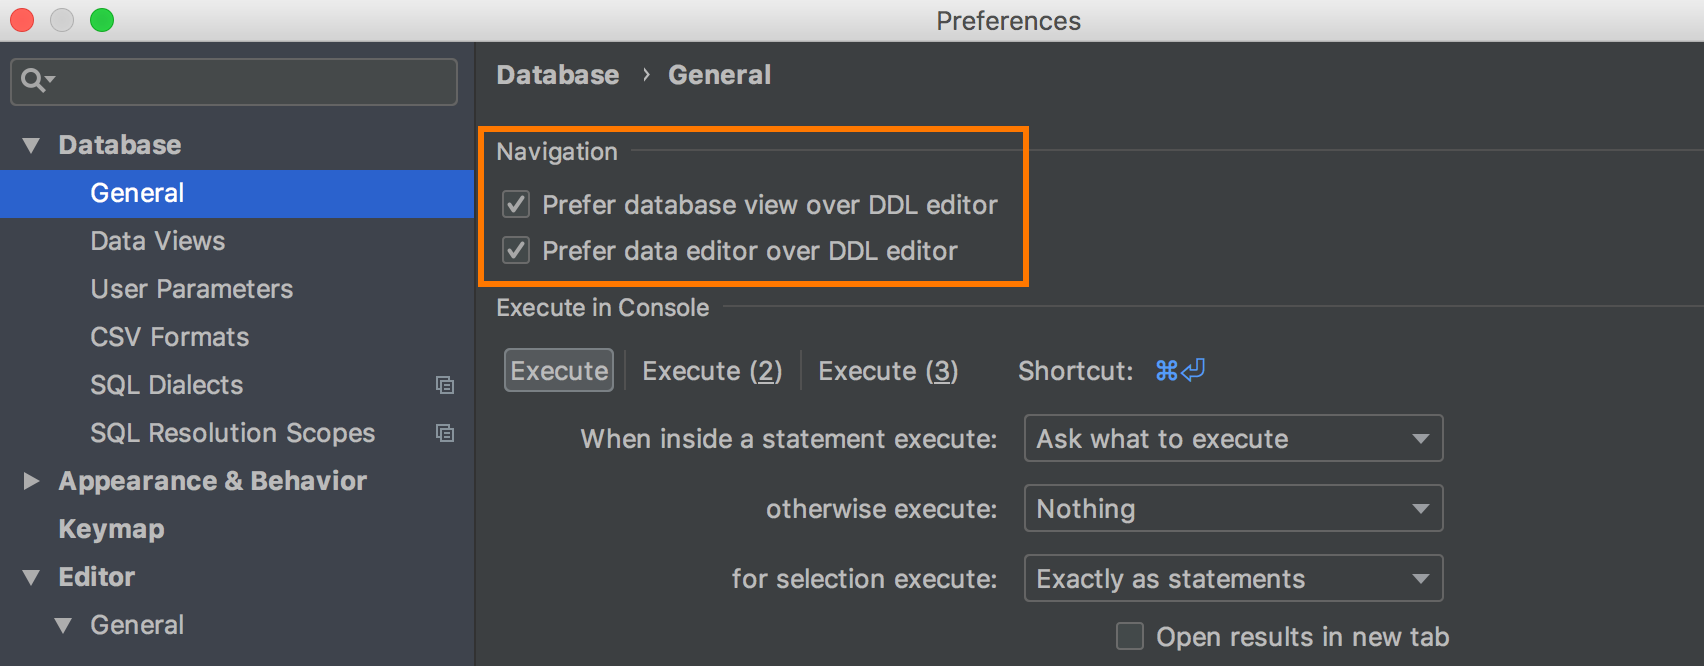 Preferences
Database
General
Data Views
User Parameters
CSV Formats
SQL Dialects
SQL Resolution Scopes
Appearance & Behavior
Keymap
Editor
General
Database › General
Navigation
Prefer database view over DDL editor
Prefer data editor over DDL editor
Execute in Console
Execute Execute (2) Execute (3) Shortcut: ⌘⏎
When inside a statement execute: Ask what to execute
otherwise execute: Nothing
for selection execute: Exactly as statements
Open results in new tab